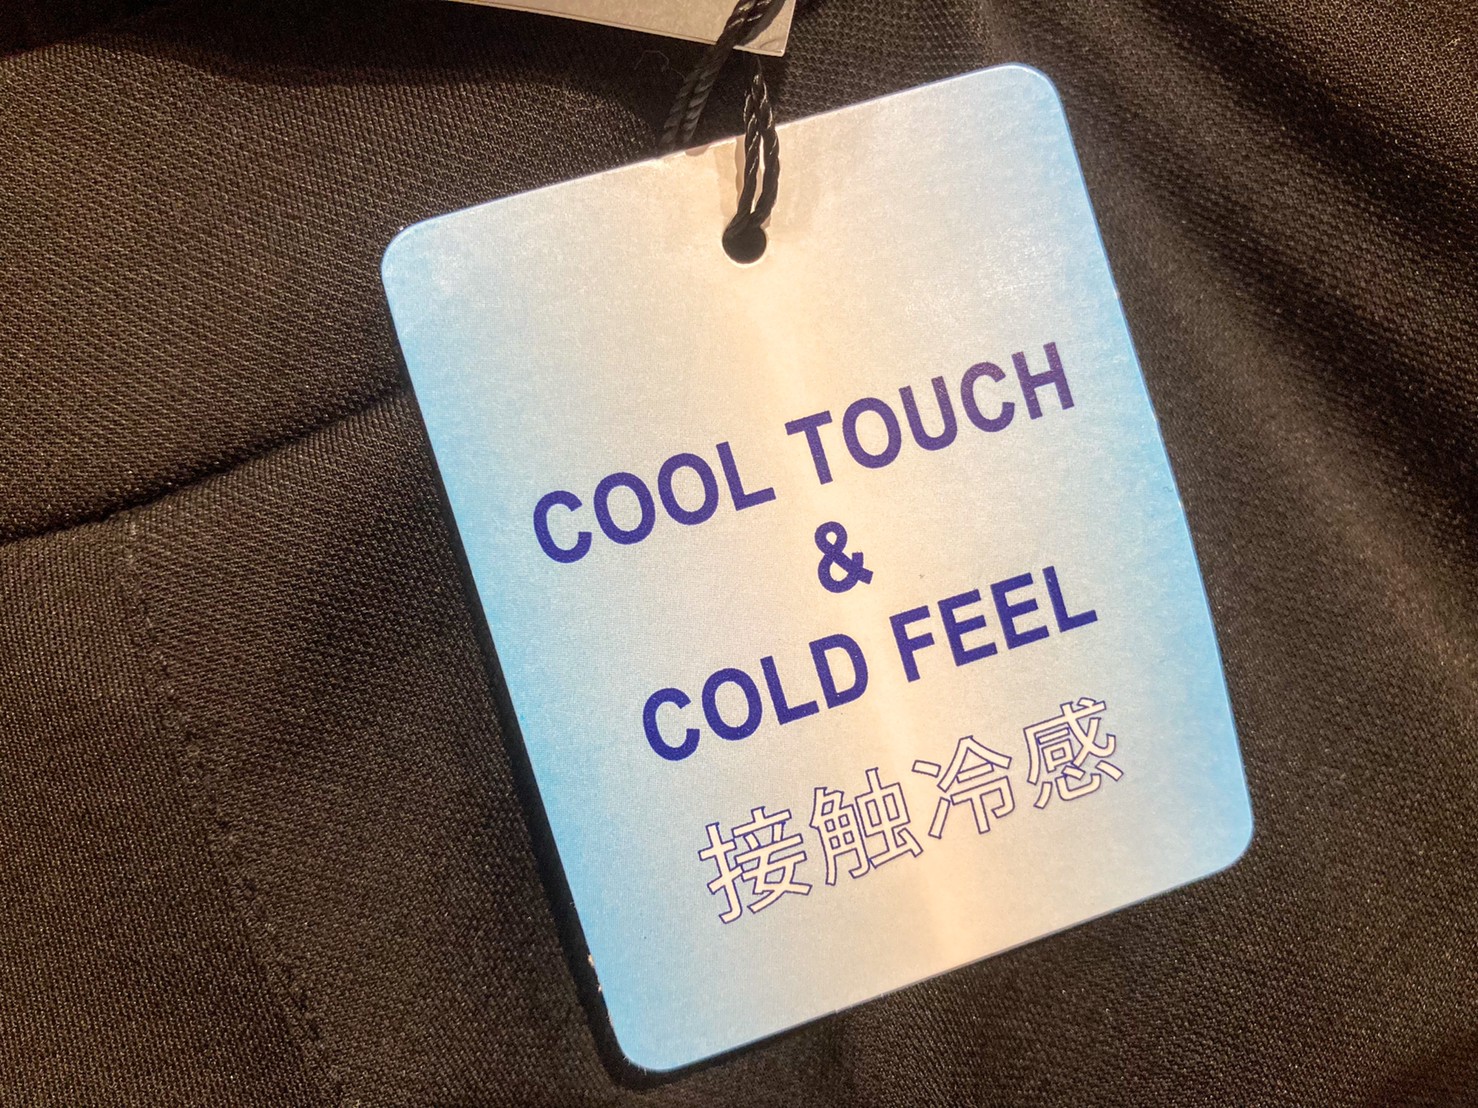 COOL TOUCH
&
COLD FEEL
接触冷感